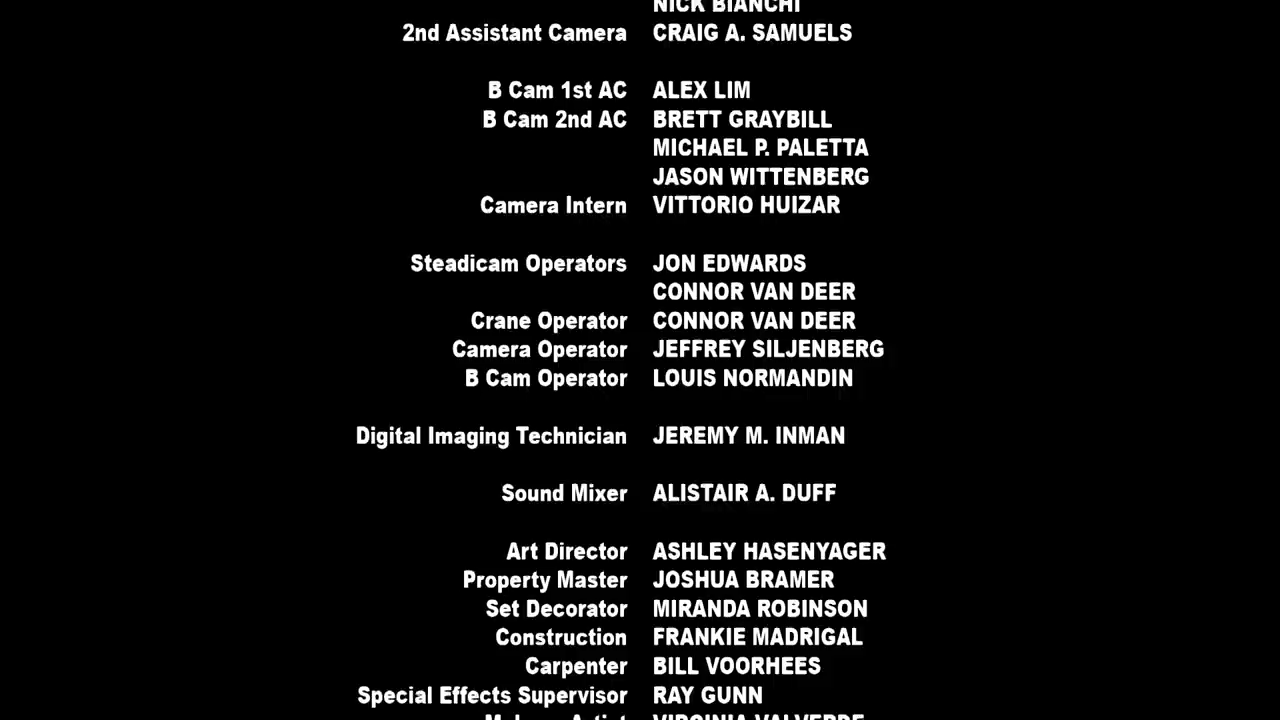 NICK BIANCHI
2nd Assistant Camera CRAIG A. SAMUELS
B Cam 1st AC ALEX LIM
B Cam 2nd AC BRETT GRAYBILL
MICHAEL P. PALETTA
JASON WITTENBERG
Camera Intern VITTORIO HUIZAR
Steadicam Operators JON EDWARDS
CONNOR VAN DEER
Crane Operator CONNOR VAN DEER
Camera Operator JEFFREY SILJENBERG
B Cam Operator LOUIS NORMANDIN
Digital Imaging Technician JEREMY M. INMAN
Sound Mixer ALISTAIR A. DUFF
Art Director ASHLEY HASENYAGER
Property Master JOSHUA BRAMER
Set Decorator MIRANDA ROBINSON
Construction FRANKIE MADRIGAL
Carpenter BILL VOORHEES
Special Effects Supervisor RAY GUNN
Makeup Artist VIRGINIA VALVERDE